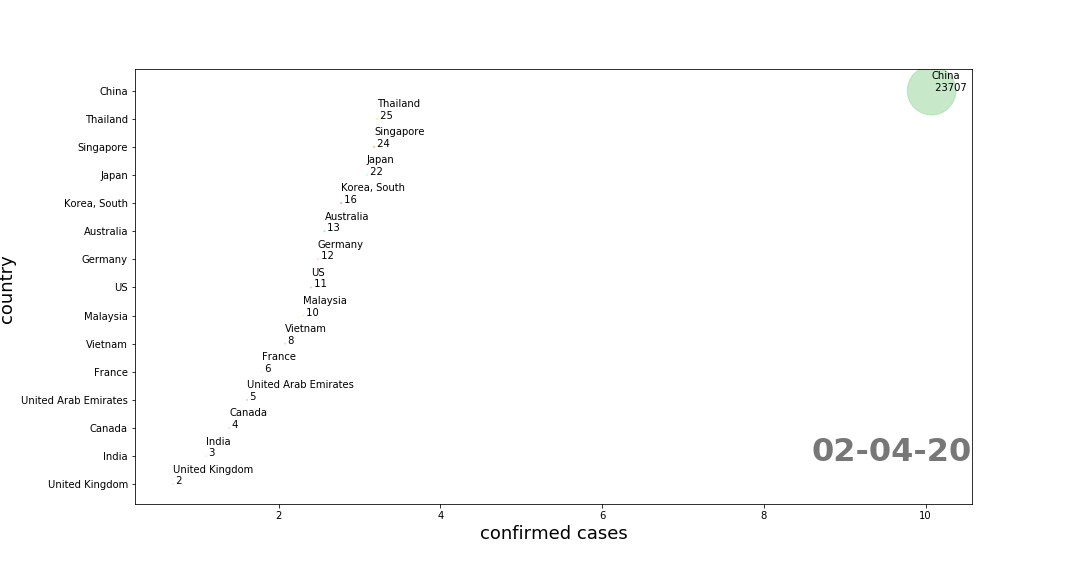 China
China
23707
Thailand
Thailand
25
Singapore
Singapore
24
Japan
Japan
22
Korea, South
Korea, South
16
Australia
Australia
13
Germany
Germany
12
US
US
11
Malaysia
Malaysia
10
Vietnam
Vietnam
8
France
France
6
United Arab Emirates
United Arab Emirates
5
Canada
Canada
4
India
India
3
02-04-20
United Kingdom
United Kingdom
2
country
2 4 6 8 10
confirmed cases